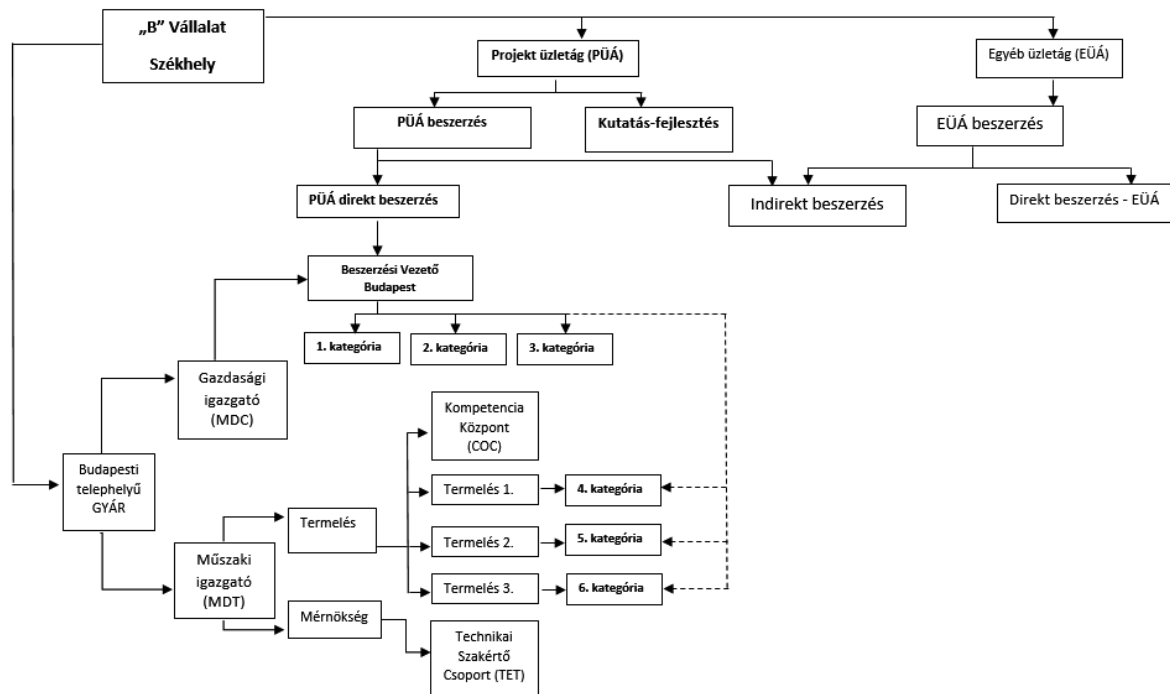 „B” Vállalat
Székhely
Projekt üzletág (PÜÁ)
Egyéb üzletág (EÜÁ)
PÜÁ beszerzés
Kutatás-fejlesztés
EÜÁ beszerzés
PÜÁ direkt beszerzés
Indirekt beszerzés
Direkt beszerzés - EÜÁ
Beszerzési Vezető
Budapest
1. kategória
2. kategória
3. kategória
Gazdasági
igazgató
(MDC)
Kompetencia
Központ
(COC)
Budapesti
telephelyű
GYÁR
Termelés 1.
4. kategória
Termelés
Termelés 2.
5. kategória
Műszaki
igazgató
(MDT)
Termelés 3.
6. kategória
Mérnökség
Technikai
Szakértő
Csoport (TET)